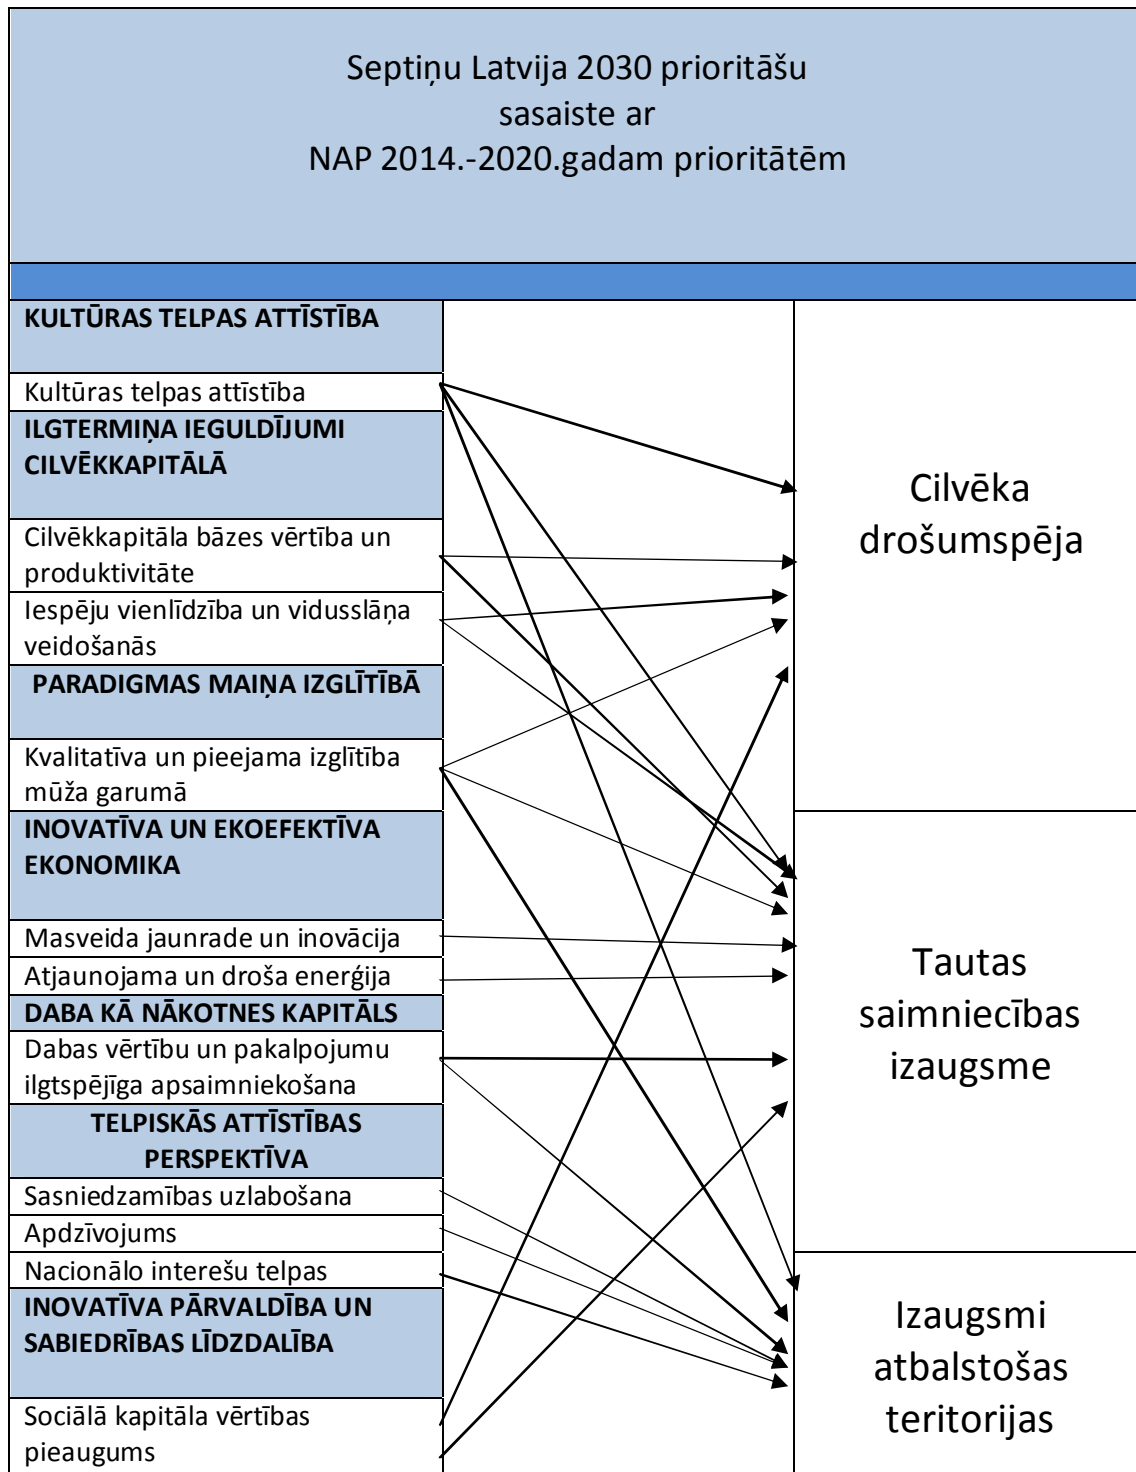 Septiņu Latvija 2030 prioritāšu
sasaiste ar
NAP 2014.-2020.gadam prioritātēm
KULTŪRAS TELPAS ATTĪSTĪBA
Kultūras telpas attīstība
ILGTERMIŅA IEGULDĪJUMI
CILVĒKKAPITĀLĀ
Cilvēkkapitāla bāzes vērtība un
produktivitāte
Iespēju vienlīdzība un vidusslāņa
veidošanās
PARADIGMAS MAIŅA IZGLĪTĪBĀ
Kvalitatīva un pieejama izglītība
mūža garumā
INOVATĪVA UN EKOEFEKTĪVA
EKONOMIKA
Masveida jaunrade un inovācija
Atjaunojama un droša enerģija
DABA KĀ NĀKOTNES KAPITĀLS
Dabas vērtību un pakalpojumu
ilgtspējīga apsaimniekošana
TELPISKĀS ATTĪSTĪBAS
PERSPEKTĪVA
Sasniedzamības uzlabošana
Apdzīvojums
Nacionālo interešu telpas
INOVATĪVA PĀRVALDĪBA UN
SABIEDRĪBAS LĪDZDALĪBA
Sociālā kapitāla vērtības
pieaugums
Cilvēka
drošumspēja
Tautas
saimniecības
izaugsme
Izaugsmi
atbalstošas
teritorijas